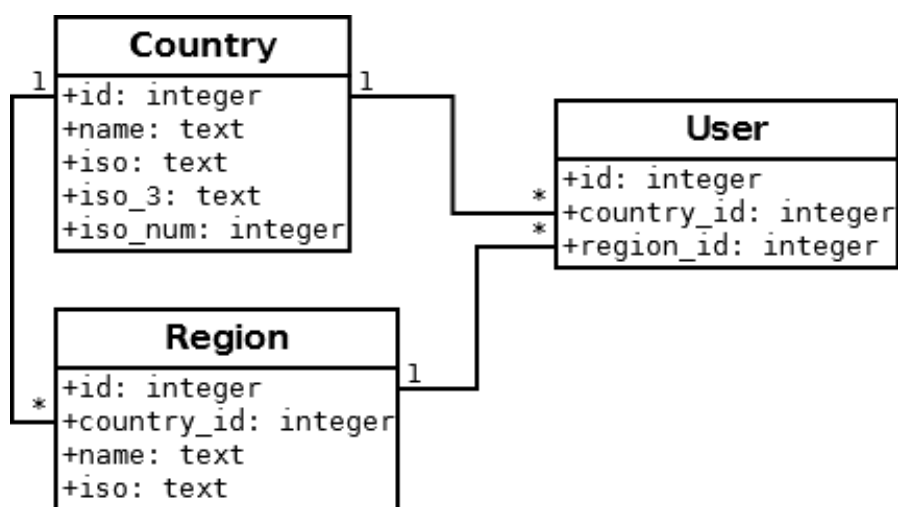 Country
1
1
+id: integer
+name: text
+iso: text
+iso_3: text
+iso_num: integer
User
+id: integer
*
+country_id: integer
*
+region_id: integer
Region
+id: integer
1
*
+country_id: integer
+name: text
+iso: text